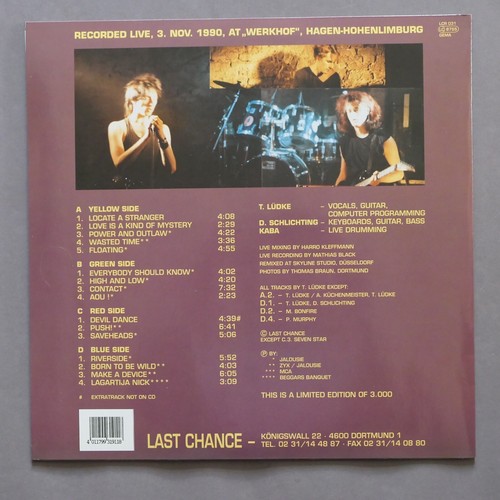 RECORDED LIVE, 3. NOV. 1990, AT „WERKHOF", HAGEN-HOHENLIMBURG
A YELLOW SIDE
1. LOCATE A STRANGER 4:08
2. LOVE IS A KIND OF MYSTERY 2:29
3. POWER AND OUTLAW* 4:22
4. WASTED TIME** 3:36
5. FLOATING* 4:55
B GREEN SIDE
1. EVERYBODY SHOULD KNOW* 4:02
2. HIGH AND LOW* 4:20
3. CONTACT* 7:32
4. AOU !* 2:23
C RED SIDE
1. DEVIL DANCE 4:39#
2. PUSH!** 6:41
3. SAVEHEADS* 5:06
D BLUE SIDE
1. RIVERSIDE* 5:52
2. BORN TO BE WILD*** 4:03
3. MAKE A DEVICE** 6:05
4. LAGARTIJA NICK**** 3:09
# EXTRATRACK NOT ON CD
T. LÜDKE – VOCALS, GUITAR, COMPUTER PROGRAMMING
D. SCHLICHTING – KEYBOARDS, GUITAR, BASS
KABA – LIVE DRUMMING
LIVE MIXING BY HARRO KLEFFMANN
LIVE RECORDING BY MATHIAS BLACK
REMIXED AT SKYLINE STUDIO, DÜSSELDORF
PHOTOS BY THOMAS BRAUN, DORTMUND
ALL TRACKS BY T. LÜDKE EXCEPT:
A.2. – T. LÜDKE / A. KÜCHENMEISTER, T. LÜDKE
D.1. – T. LÜDKE, D. SCHLICHTING
D.2. – M. BONFIRE
D.4. – P. MURPHY
© LAST CHANCE
EXCEPT C.3. SEVEN STAR
℗ BY:
* JALOUSIE
** ZYX / JALOUSIE
*** MCA
**** BEGGARS BANQUET
THIS IS A LIMITED EDITION OF 3.000
LAST CHANCE – KÖNIGSWALL 22 · 4600 DORTMUND 1
TEL. 02 31/14 48 87 · FAX 02 31/14 08 80